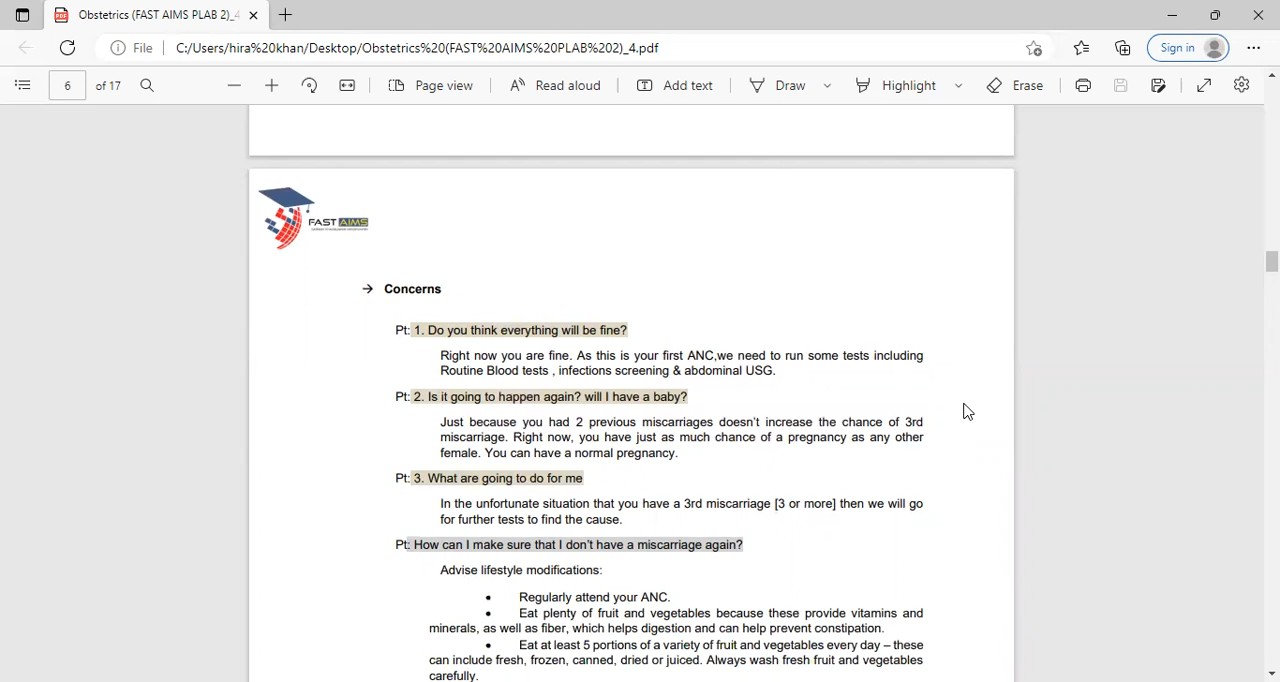 Obstetrics (FAST AIMS PLAB 2)_4
File C:/Users/hira%20khan/Desktop/Obstetrics%20(FAST%20AIMS%20PLAB%202)_4.pdf Sign in
6 of 17 Page view Read aloud Add text Draw Highlight Erase
FAST AIMS
→ Concerns
Pt: 1. Do you think everything will be fine?
Right now you are fine. As this is your first ANC,we need to run some tests including
Routine Blood tests , infections screening & abdominal USG.
Pt: 2. Is it going to happen again? will I have a baby?
Just because you had 2 previous miscarriages doesn't increase the chance of 3rd
miscarriage. Right now, you have just as much chance of a pregnancy as any other
female. You can have a normal pregnancy.
Pt: 3. What are going to do for me
In the unfortunate situation that you have a 3rd miscarriage [3 or more] then we will go
for further tests to find the cause.
Pt: How can I make sure that I don't have a miscarriage again?
Advise lifestyle modifications:
• Regularly attend your ANC.
• Eat plenty of fruit and vegetables because these provide vitamins and
minerals, as well as fiber, which helps digestion and can help prevent constipation.
• Eat at least 5 portions of a variety of fruit and vegetables every day – these
can include fresh, frozen, canned, dried or juiced. Always wash fresh fruit and vegetables
carefully.